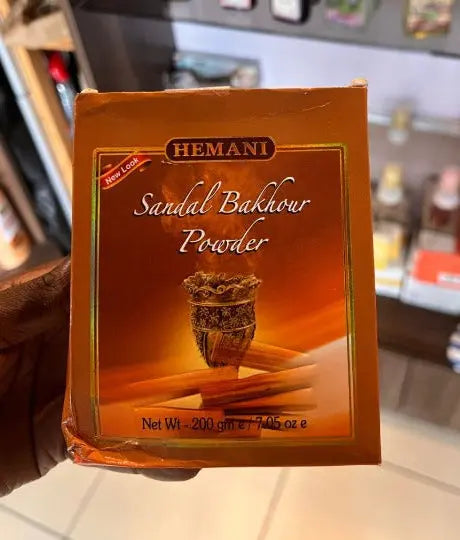 HEMANI
New Look
Sandal Bakhour
Powder
Net Wt - 200 gm e / 7.05 oz e